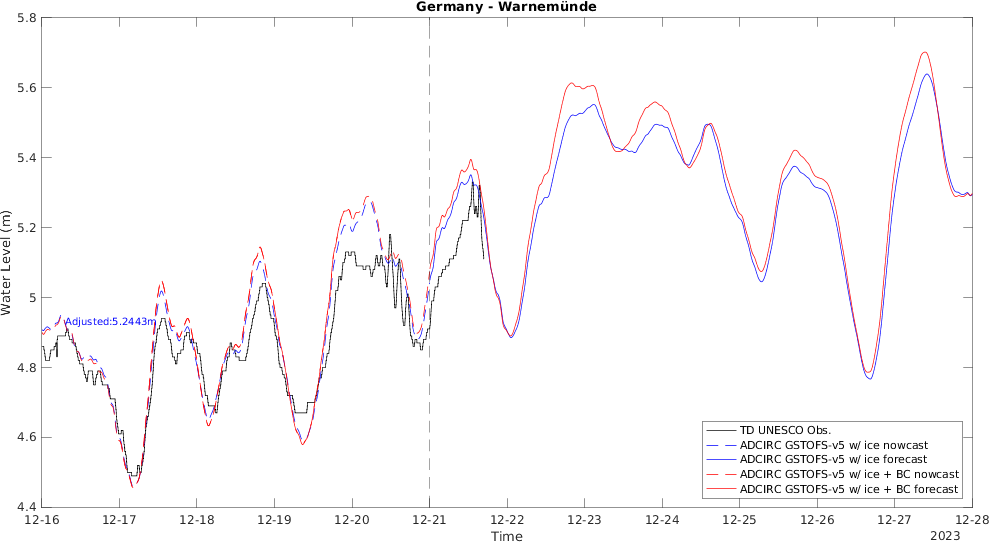 Germany - Warnemünde
5.8
5.6
5.4
5.2
5
4.8
4.6
4.4
Water Level (m)
Adjusted:5.2443m
TD UNESCO Obs.
ADCIRC GSTOFS-v5 w/ ice nowcast
ADCIRC GSTOFS-v5 w/ ice forecast
ADCIRC GSTOFS-v5 w/ ice + BC nowcast
ADCIRC GSTOFS-v5 w/ ice + BC forecast
12-16 12-17 12-18 12-19 12-20 12-21 12-22 12-23 12-24 12-25 12-26 12-27 12-28
Time
2023